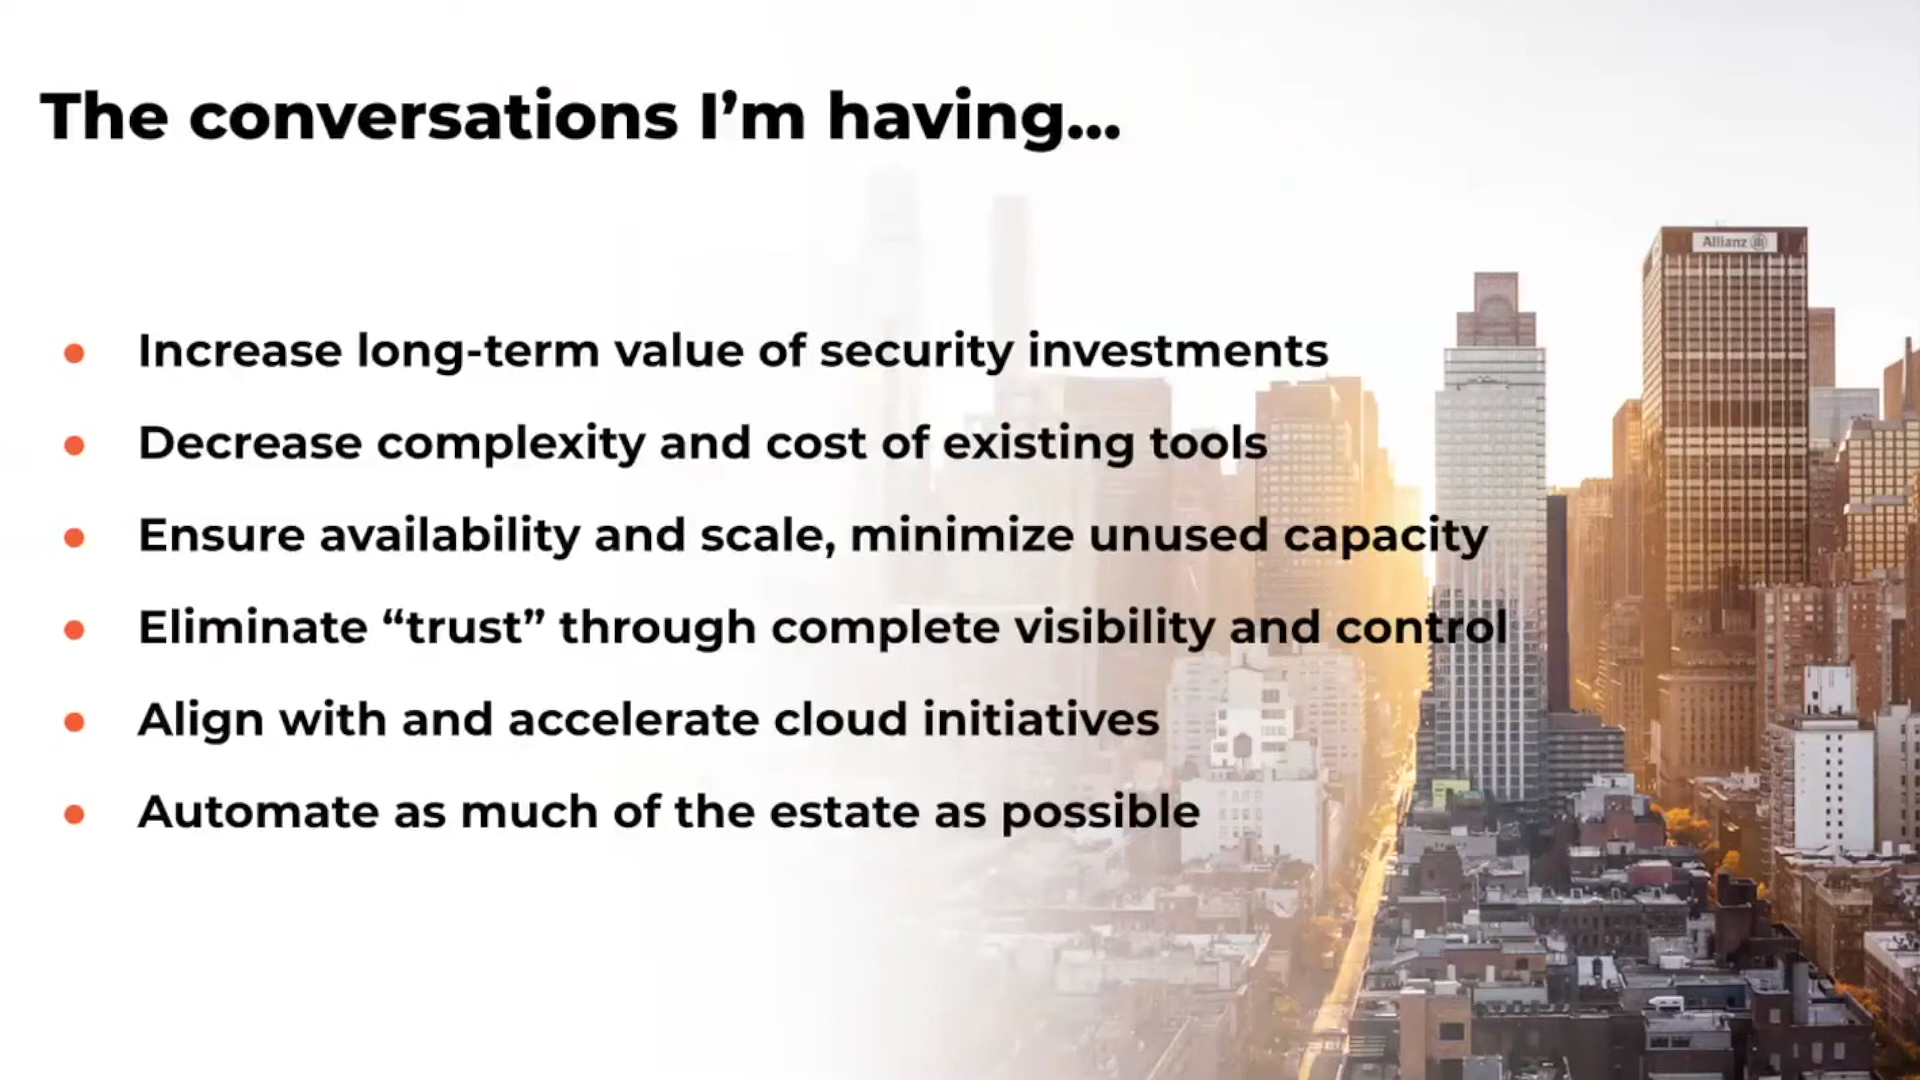 The conversations I’m having...
Allianz
Increase long-term value of security investments
Decrease complexity and cost of existing tools
Ensure availability and scale, minimize unused capacity
Eliminate “trust” through complete visibility and control
Align with and accelerate cloud initiatives
Automate as much of the estate as possible